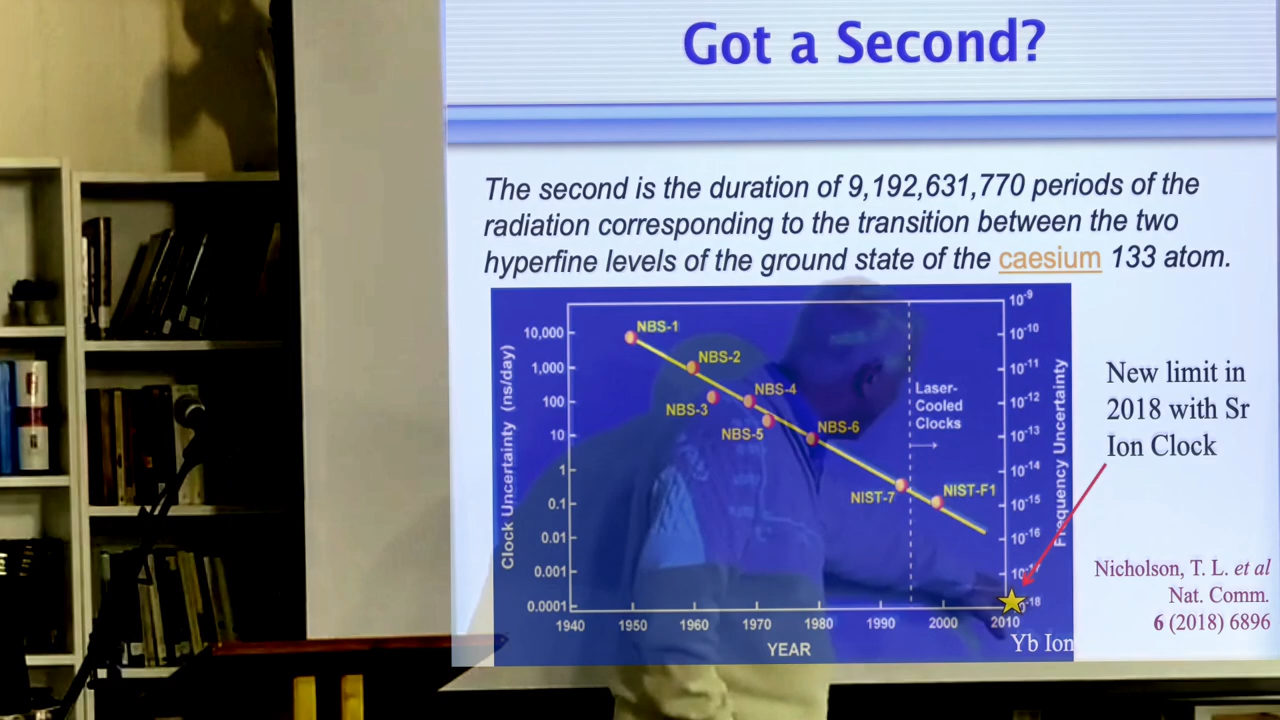 Got a Second?
The second is the duration of 9,192,631,770 periods of the
radiation corresponding to the transition between the two
hyperfine levels of the ground state of the caesium 133 atom.
Clock Uncertainty (ns/day)
10,000
1,000
100
10
1
0.1
0.01
0.001
0.0001
NBS-1
NBS-2
NBS-3
NBS-4
NBS-5
NBS-6
NIST-7
NIST-F1
Laser-
Cooled
Clocks
10-9
10-10
10-11
10-12
10-13
10-14
10-15
10-16
10-17
10-18
Frequency Uncertainty
1940 1950 1960 1970 1980 1990 2000 2010
YEAR
Yb Ion
New limit in
2018 with Sr
Ion Clock
Nicholson, T. L. et al
Nat. Comm.
6 (2018) 6896